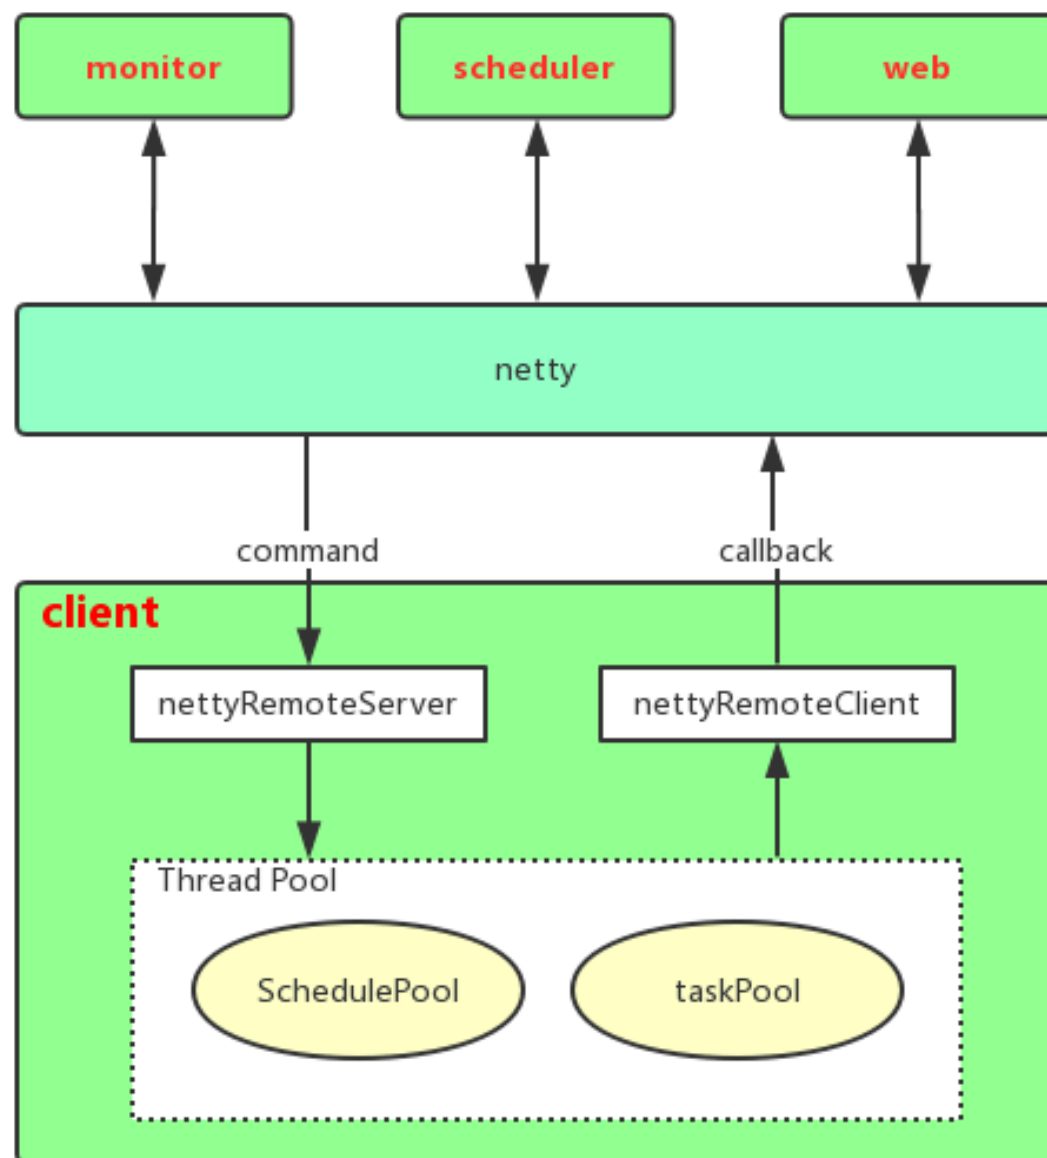 monitor
scheduler
web
netty
command
callback
client
nettyRemoteServer
nettyRemoteClient
Thread Pool
SchedulePool
taskPool